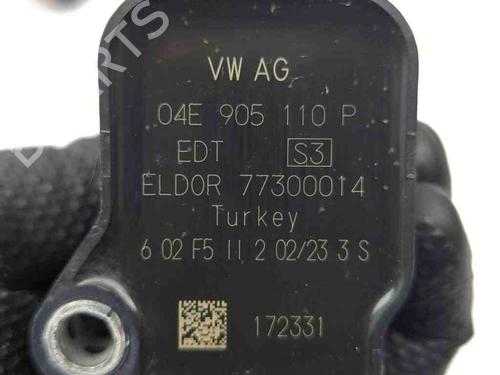 VW AG
04E 905 110 P
EDT S3
ELDOR 77300014
Turkey
6 02 F5 11 2 02/23 3 S
172331